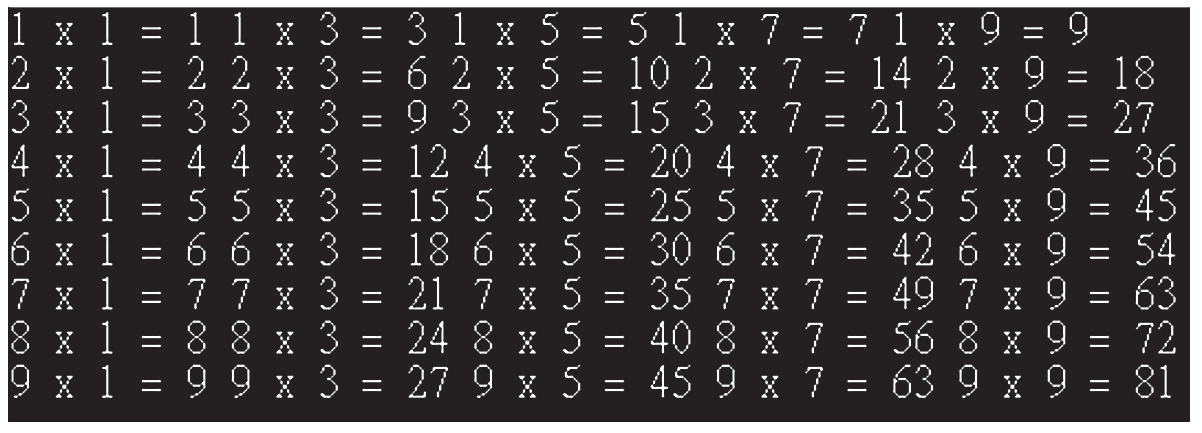 1 x 1 = 1 1 x 3 = 3 1 x 5 = 5 1 x 7 = 7 1 x 9 = 9
2 x 1 = 2 2 x 3 = 6 2 x 5 = 10 2 x 7 = 14 2 x 9 = 18
3 x 1 = 3 3 x 3 = 9 3 x 5 = 15 3 x 7 = 21 3 x 9 = 27
4 x 1 = 4 4 x 3 = 12 4 x 5 = 20 4 x 7 = 28 4 x 9 = 36
5 x 1 = 5 5 x 3 = 15 5 x 5 = 25 5 x 7 = 35 5 x 9 = 45
6 x 1 = 6 6 x 3 = 18 6 x 5 = 30 6 x 7 = 42 6 x 9 = 54
7 x 1 = 7 7 x 3 = 21 7 x 5 = 35 7 x 7 = 49 7 x 9 = 63
8 x 1 = 8 8 x 3 = 24 8 x 5 = 40 8 x 7 = 56 8 x 9 = 72
9 x 1 = 9 9 x 3 = 27 9 x 5 = 45 9 x 7 = 63 9 x 9 = 81